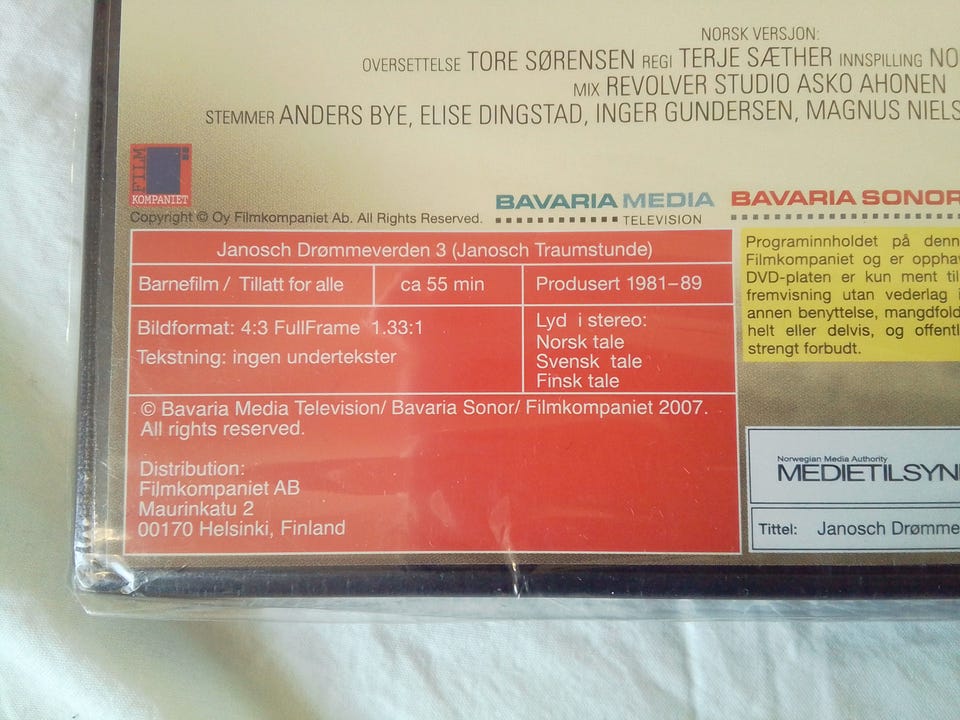 NORSK VERSJON:
OVERSETTELSE TORE SØRENSEN REGI TERJE SÆTHER INNSPILLING NO
MIX REVOLVER STUDIO ASKO AHONEN
STEMMER ANDERS BYE, ELISE DINGSTAD, INGER GUNDERSEN, MAGNUS NIELS
FILM
KOMPANIET
Copyright © Oy Filmkompaniet Ab. All Rights Reserved.
BAVARIA MEDIA
TELEVISION
BAVARIA SONOR
Janosch Drømmeverden 3 (Janosch Traumstunde)
Barnefilm / Tillatt for alle
ca 55 min
Produsert 1981–89
Bildformat: 4:3 FullFrame 1.33:1
Tekstning: ingen undertekster
Lyd i stereo:
Norsk tale
Svensk tale
Finsk tale
© Bavaria Media Television/ Bavaria Sonor/ Filmkompaniet 2007.
All rights reserved.
Distribution:
Filmkompaniet AB
Maurinkatu 2
00170 Helsinki, Finland
Programinnholdet på denn
Filmkompaniet og er opphav
DVD-platen er kun ment til
fremvisning utan vederlag i
annen benyttelse, mangdfold
helt eller delvis, og offentl
strengt forbudt.
Norwegian Media Authority
MEDIETILSYN
Tittel: Janosch Drømme